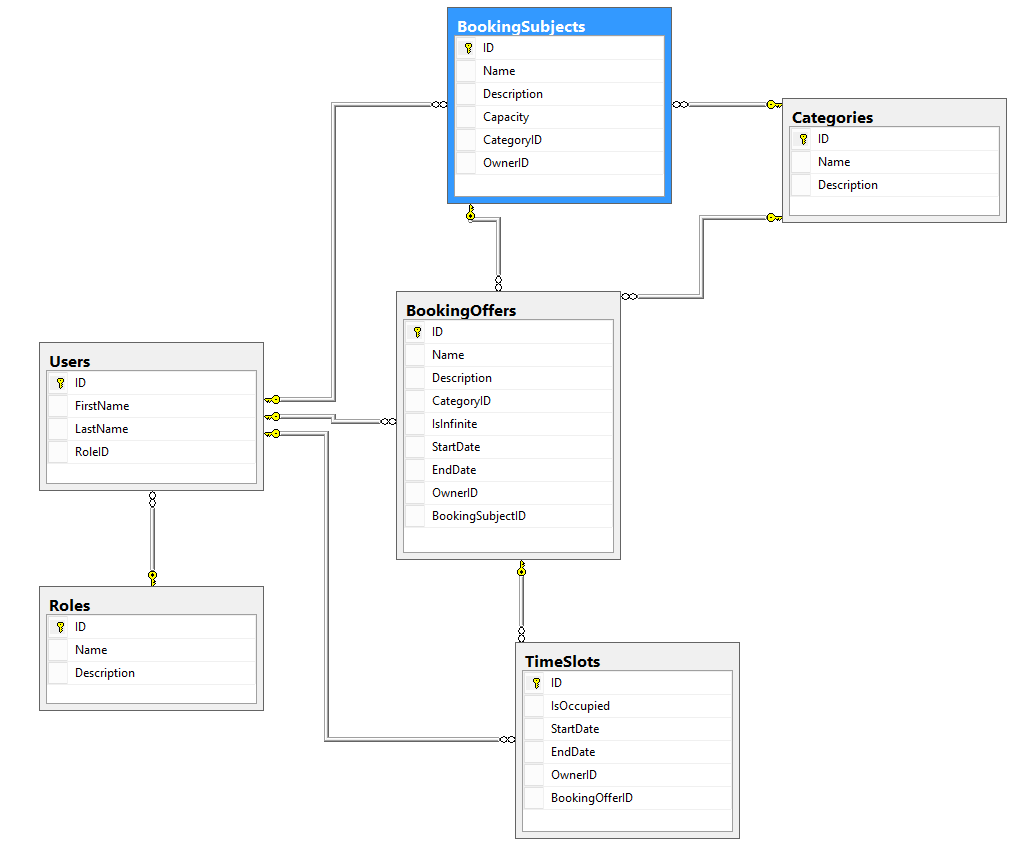 BookingSubjects
ID
Name
Description
Capacity
CategoryID
OwnerID
Categories
ID
Name
Description
BookingOffers
ID
Name
Description
CategoryID
IsInfinite
StartDate
EndDate
OwnerID
BookingSubjectID
Users
ID
FirstName
LastName
RoleID
Roles
ID
Name
Description
TimeSlots
ID
IsOccupied
StartDate
EndDate
OwnerID
BookingOfferID